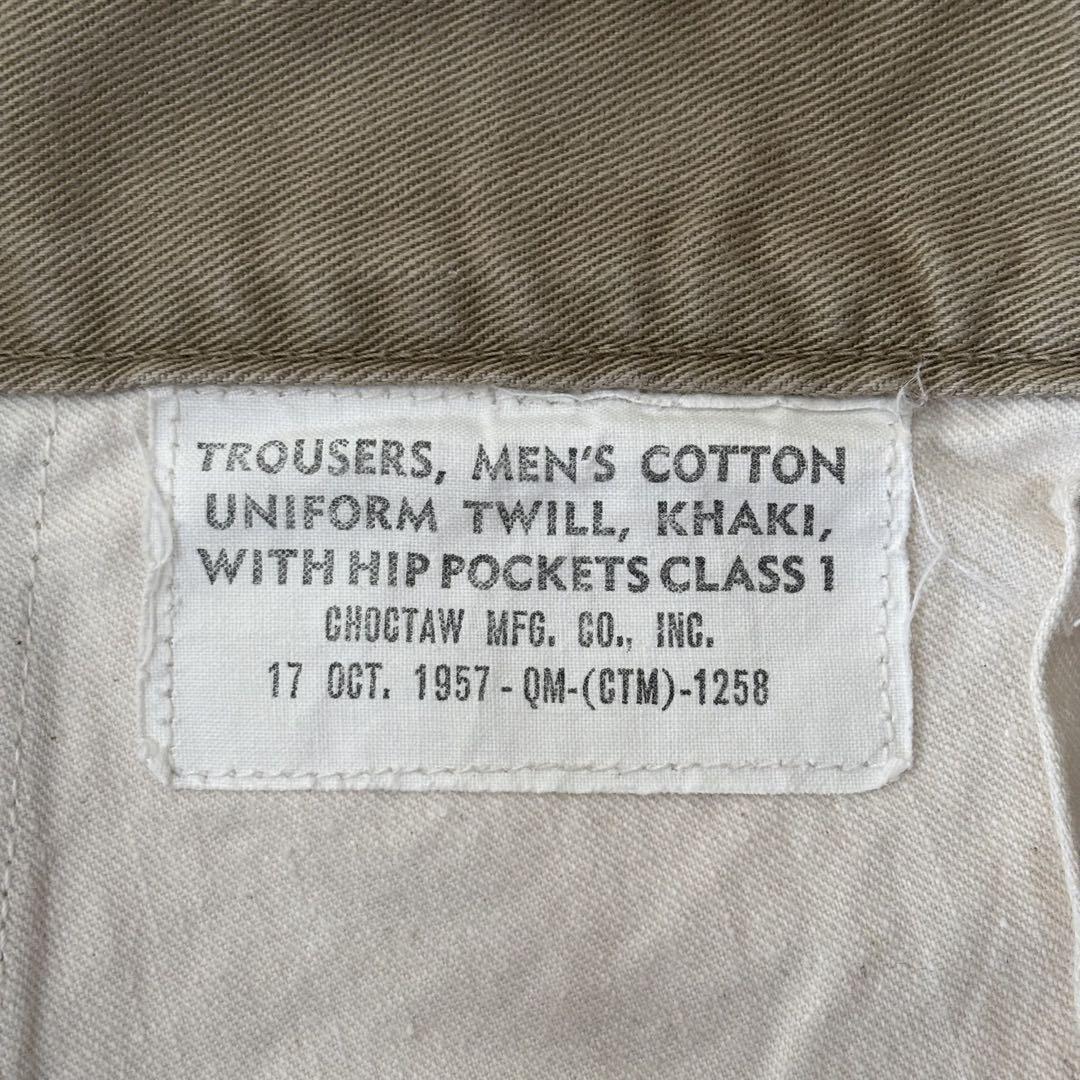 TROUSERS, MEN'S COTTON
UNIFORM TWILL, KHAKI,
WITH HIP POCKETS CLASS 1
CHOCTAW MFG. CO., INC.
17 OCT. 1957-QM-(CTM)-1258